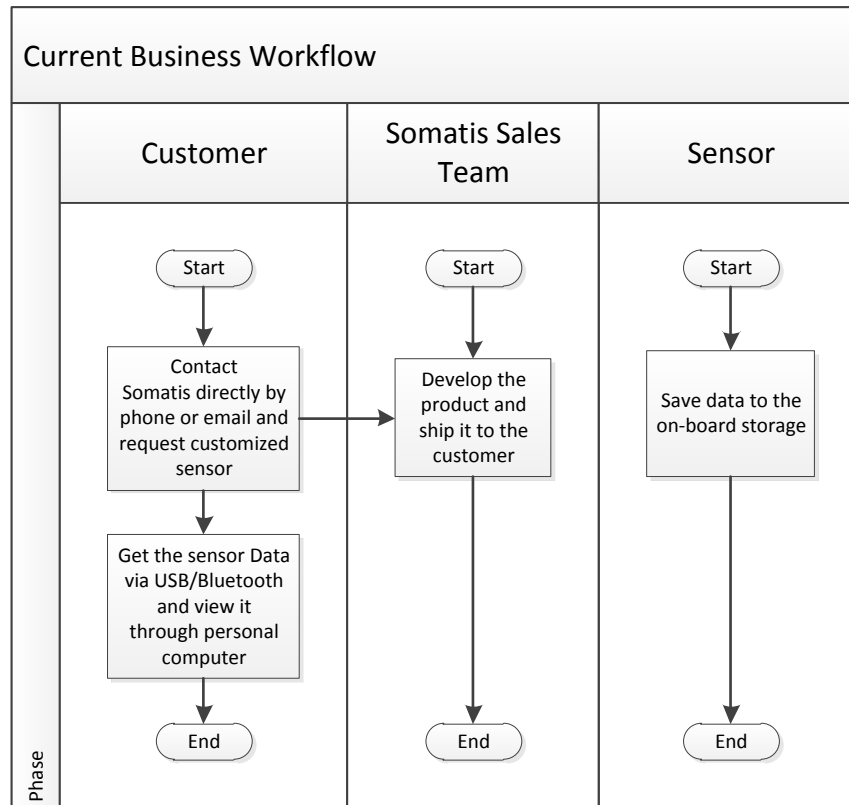 Current Business Workflow
Customer
Somatis Sales
Team
Sensor
Start
Start
Start
Contact
Somatis directly by
phone or email and
request customized
sensor
Develop the
product and
ship it to the
customer
Save data to the
on-board storage
Get the sensor Data
via USB/Bluetooth
and view it
through personal
computer
End
End
End
Phase